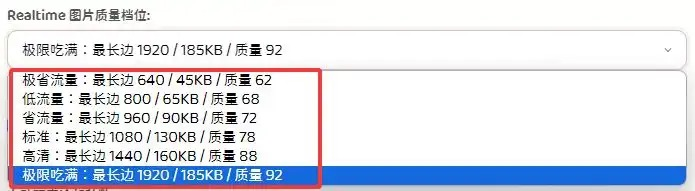 Realtime 图片质量档位:
极限吃满：最长边 1920 / 185KB / 质量 92
极省流量：最长边 640 / 45KB / 质量 62
低流量：最长边 800 / 65KB / 质量 68
省流量：最长边 960 / 90KB / 质量 72
标准：最长边 1080 / 130KB / 质量 78
高清：最长边 1440 / 160KB / 质量 88
极限吃满：最长边 1920 / 185KB / 质量 92